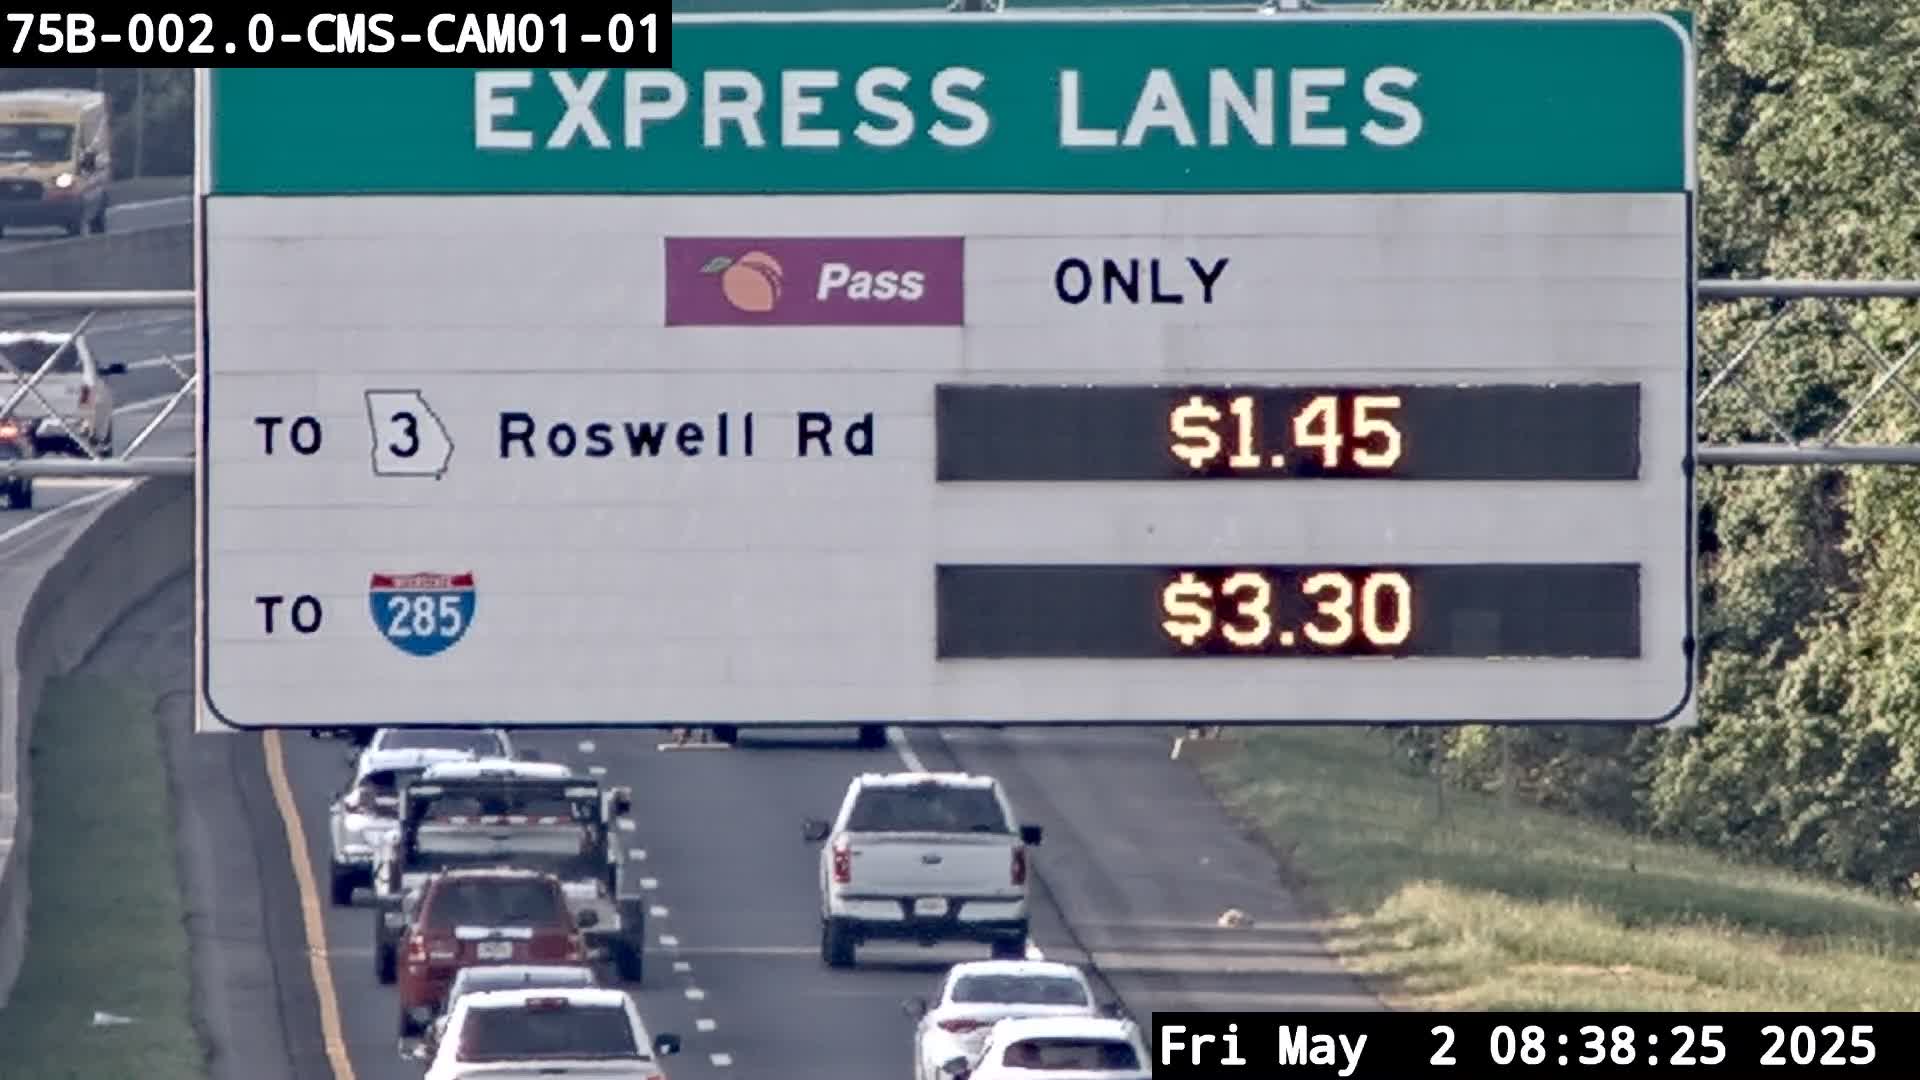 75B-002.0-CMS-CAM01-01
EXPRESS LANES
Pass ONLY
TO 3 Roswell Rd $1.45
INTERSTATE
TO 285 $3.30
Fri May 2 08:38:25 2025